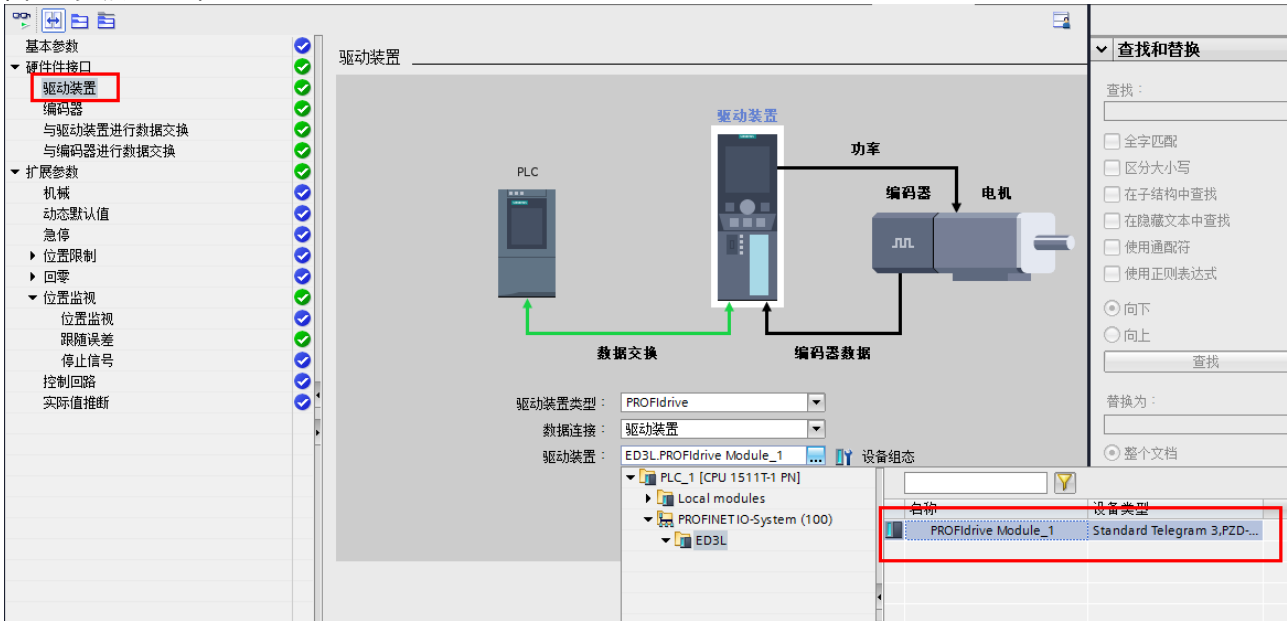 基本参数
硬件件接口
驱动装置
编码器
与驱动装置进行数据交换
与编码器进行数据交换
扩展参数
机械
动态默认值
急停
位置限制
回零
位置监视
位置监视
跟随误差
停止信号
控制回路
实际值推断
驱动装置
驱动装置
PLC
功率
编码器
电机
数据交换
编码器数据
驱动装置类型：
PROFIdrive
数据连接：
驱动装置
驱动装置：
ED3L.PROFIdrive Module_1
...
设备组态
PLC_1 [CPU 1511T-1 PN]
Local modules
PROFINET IO-System (100)
ED3L
名称
设备类型
PROFIdrive Module_1
Standard Telegram 3,PZD-...
查找和替换
查找：
全字匹配
区分大小写
在子结构中查找
在隐藏文本中查找
使用通配符
使用正则表达式
向下
向上
查找
替换为：
整个文档